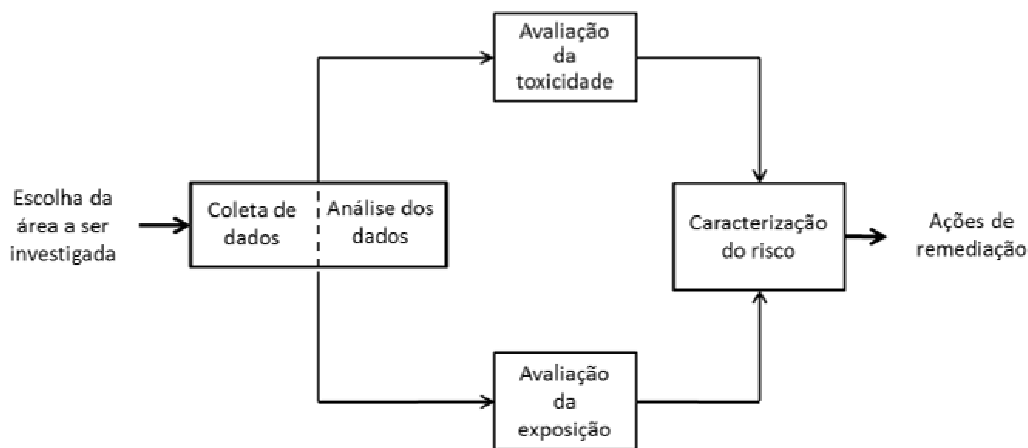 Escolha da
área a ser
investigada
Coleta de
dados
Análise dos
dados
Avaliação
da
toxicidade
Avaliação
da
exposição
Caracterização
do risco
Ações de
remediação